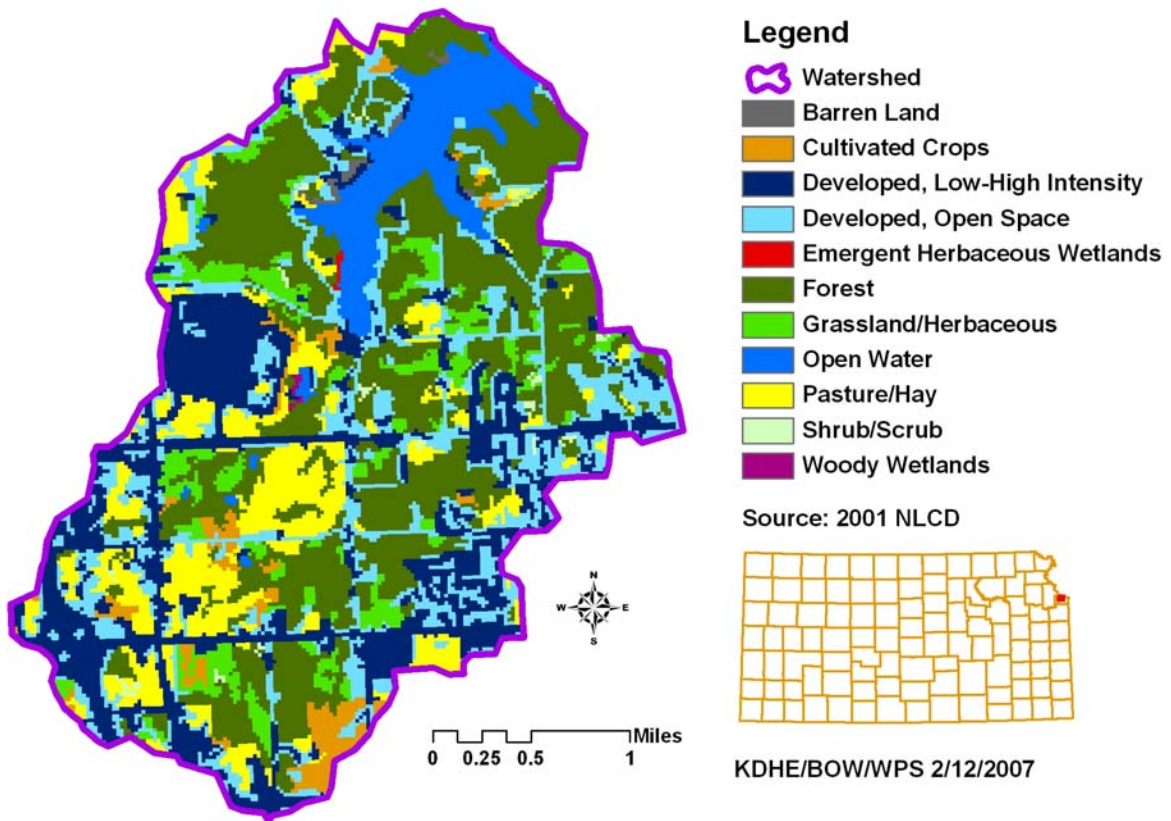 Legend
Watershed
Barren Land
Cultivated Crops
Developed, Low-High Intensity
Developed, Open Space
Emergent Herbaceous Wetlands
Forest
Grassland/Herbaceous
Open Water
Pasture/Hay
Shrub/Scrub
Woody Wetlands
Source: 2001 NLCD
N
W E
S
Miles
0 0.25 0.5 1
KDHE/BOW/WPS 2/12/2007